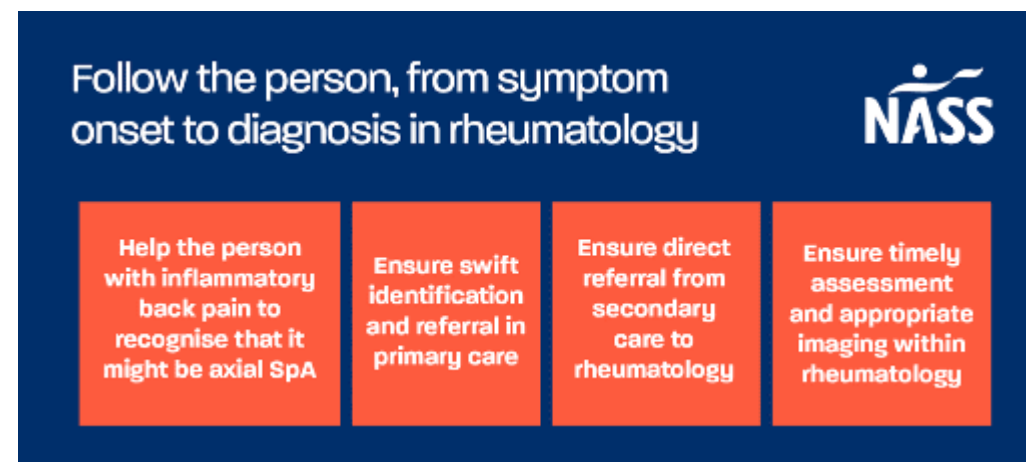 Follow the person, from symptom
onset to diagnosis in rheumatology
NASS
Help the person
with inflammatory
back pain to
recognise that it
might be axial SpA
Ensure swift
identification
and referral in
primary care
Ensure direct
referral from
secondary
care to
rheumatology
Ensure timely
assessment
and appropriate
imaging within
rheumatology